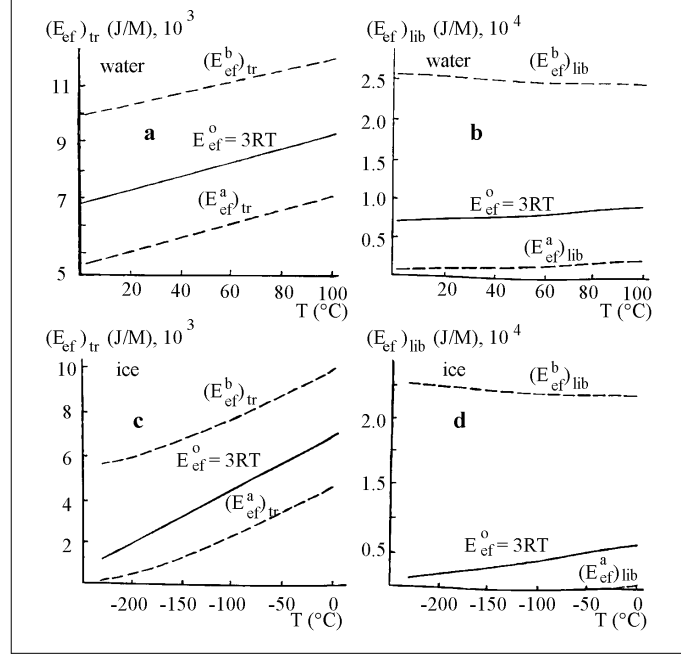 (E_ef)_tr (J/M), 10^3
water
(E^b_ef)_tr
a
E^o_ef = 3RT
(E^a_ef)_tr
11
9
7
5
20 40 60 80 100
T (°C)
(E_ef)_lib (J/M), 10^4
water
(E^b_ef)_lib
b
E^o_ef = 3RT
(E^a_ef)_lib
2.5
2.0
1.5
1.0
0.5
20 40 60 80 100
T (°C)
(E_ef)_tr (J/M), 10^3
ice
(E^b_ef)_tr
c
E^o_ef = 3RT
(E^a_ef)_tr
10
8
6
4
2
-200 -150 -100 -50 0
T (°C)
(E_ef)_lib (J/M), 10^4
ice
(E^b_ef)_lib
d
E^o_ef = 3RT
(E^a_ef)_lib
2.0
1.5
0.5
-200 -150 -100 -50 0
T (°C)